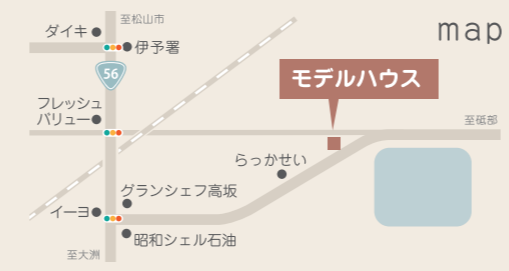 至松山市
map
ダイキ
伊予署
56
モデルハウス
フレッシュ
バリュー
至砥部
らっかせい
グランシェフ高坂
イーヨ
昭和シェル石油
至大洲